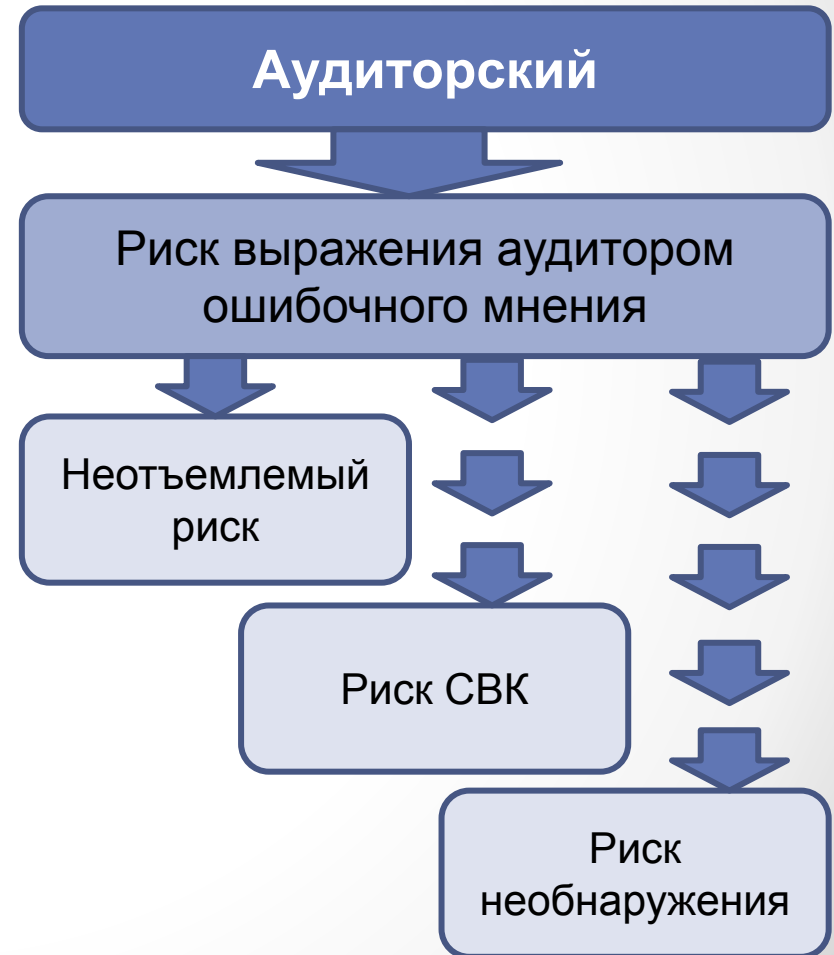 Аудиторский
Риск выражения аудитором
ошибочного мнения
Неотъемлемый
риск
Риск СВК
Риск
необнаружения